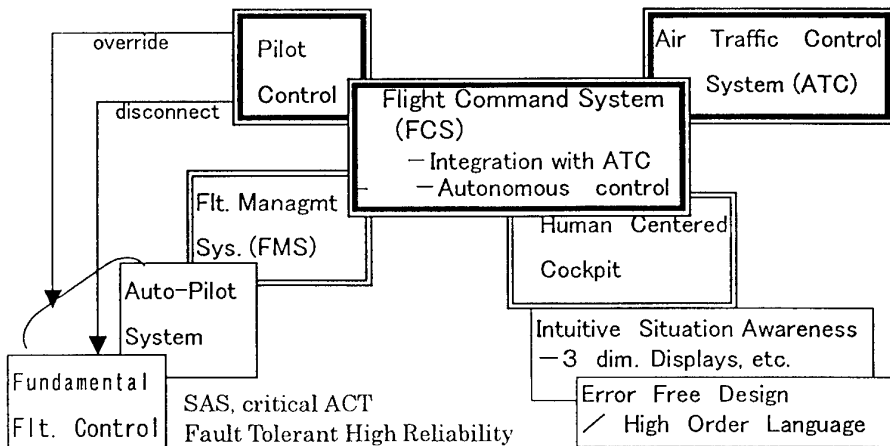 override
disconnect
Pilot
Control
Air Traffic Control
System (ATC)
Flight Command System
(FCS)
－Integration with ATC
－Autonomous control
Flt. Managmt
Sys. (FMS)
Human Centered
Cockpit
Auto-Pilot
System
Intuitive Situation Awareness
－3 dim. Displays, etc.
Fundamental
Flt. Control
SAS, critical ACT
Fault Tolerant High Reliability
Error Free Design
／ High Order Language